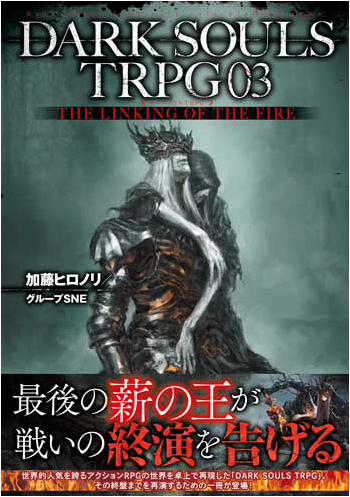 DARK SOULS
TRPG 03
THE LINKING OF THE FIRE
加藤ヒロノリ／
グループSNE
最後の薪の王が
戦いの終演を告げる
世界的人気を誇るアクションRPGの世界を卓上で再現した「DARK SOULS TRPG」。
その終盤までを再演するための一冊が登場！